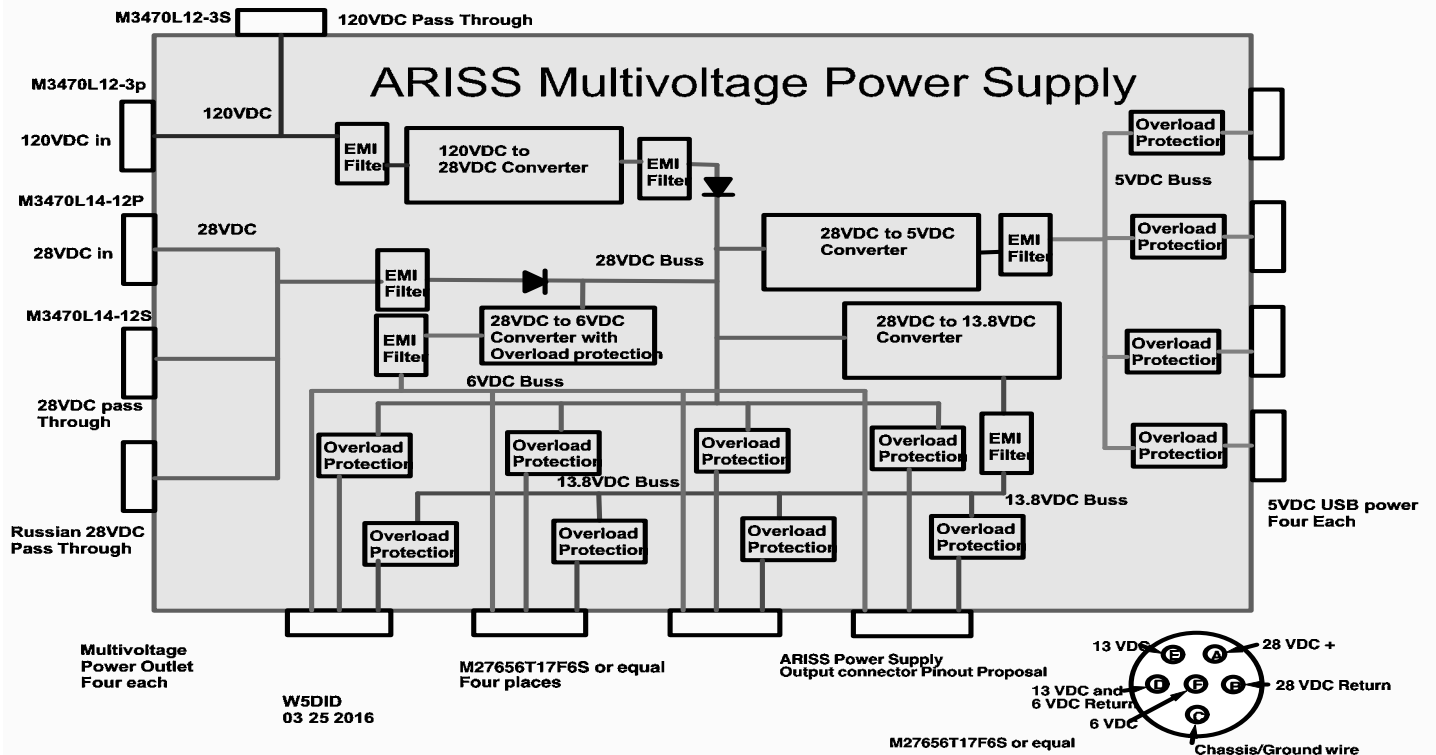 M3470L12-3S
120VDC Pass Through
M3470L12-3p
ARISS Multivoltage Power Supply
120VDC
120VDC in
EMI
Filter
120VDC to
28VDC Converter
EMI
Filter
Overload
Protection
5VDC Buss
M3470L14-12P
28VDC
28VDC in
28VDC Buss
28VDC to 5VDC
Converter
EMI
Filter
Overload
Protection
EMI
Filter
M3470L14-12S
EMI
Filter
28VDC to 6VDC
Converter with
Overload protection
28VDC to 13.8VDC
Converter
Overload
Protection
6VDC Buss
28VDC pass
Through
Overload
Protection
Overload
Protection
Overload
Protection
Overload
Protection
EMI
Filter
Overload
Protection
13.8VDC Buss
13.8VDC Buss
5VDC USB power
Four Each
Russian 28VDC
Pass Through
Overload
Protection
Overload
Protection
Overload
Protection
Overload
Protection
Multivoltage
Power Outlet
Four each
M27656T17F6S or equal
Four places
ARISS Power Supply
Output connector Pinout Proposal
W5DID
03 25 2016
13 VDC
E
A
28 VDC +
D
F
B
28 VDC Return
13 VDC and
6 VDC Return
6 VDC
C
M27656T17F6S or equal
Chassis/Ground wire